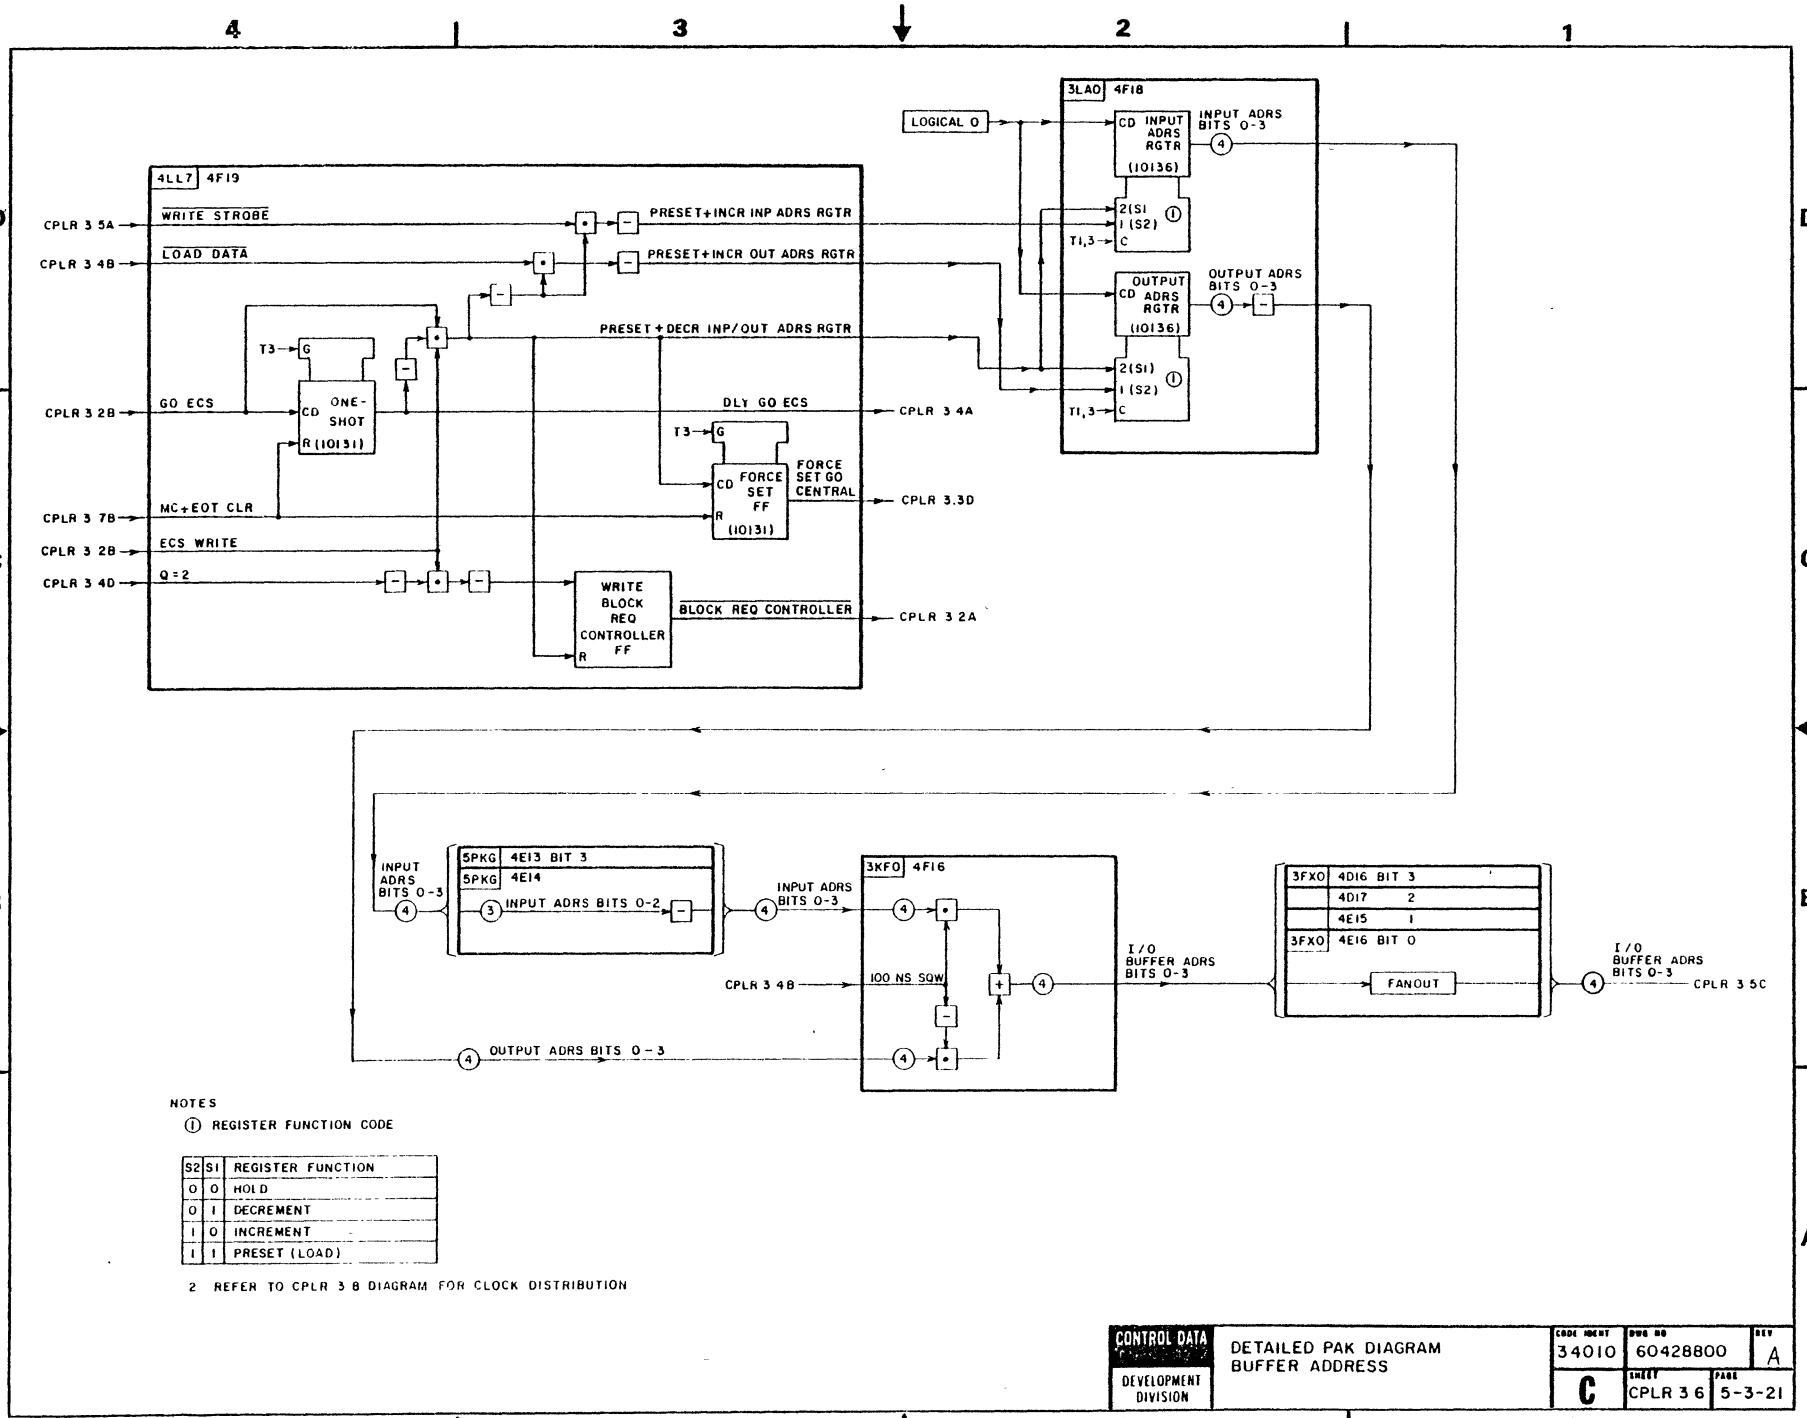 4 3 2 1
3LA0 4F18
LOGICAL 0
CD INPUT
ADRS
RGTR
(10136)
INPUT ADRS
BITS 0-3
4
2(S1
1(S2)
1
T1,3
C
OUTPUT
CD ADRS
RGTR
(10136)
OUTPUT ADRS
BITS 0-3
4
-
2(S1)
1(S2)
1
T1,3
C
4LL7 4F19
CPLR 3 5A
WRITE STROBE
PRESET+INCR INP ADRS RGTR
CPLR 3 4B
LOAD DATA
PRESET+INCR OUT ADRS RGTR
PRESET+DECR INP/OUT ADRS RGTR
T3
G
CPLR 3 2B
GO ECS
CD ONE-
SHOT
R (10131)
DLY GO ECS
CPLR 3 4A
T3
G
CD FORCE
SET
FF
R
(10131)
FORCE
SET GO
CENTRAL
CPLR 3.3D
CPLR 3 7B
MC+EOT CLR
CPLR 3 2B
ECS WRITE
CPLR 3 4D
Q=2
WRITE
BLOCK
REQ
CONTROLLER
FF
R
BLOCK REQ CONTROLLER
CPLR 3 2A
INPUT
ADRS
BITS 0-3
4
5PKG 4E13 BIT 3
5PKG 4E14
3 INPUT ADRS BITS 0-2 -
4
INPUT ADRS
BITS 0-3
3KF0 4F16
4
CPLR 3 4B
100 NS SQW
-
+
4
4
OUTPUT ADRS BITS 0-3
4
I/O
BUFFER ADRS
BITS 0-3
3FX0 4D16 BIT 3
4D17 2
4E15 1
3FX0 4E16 BIT 0
FANOUT
4
I/O
BUFFER ADRS
BITS 0-3
CPLR 3 5C
NOTES
1 REGISTER FUNCTION CODE
S2 S1 REGISTER FUNCTION
0 0 HOLD
0 1 DECREMENT
1 0 INCREMENT
1 1 PRESET (LOAD)
2 REFER TO CPLR 3 8 DIAGRAM FOR CLOCK DISTRIBUTION
CONTROL DATA
DEVELOPMENT
DIVISION
DETAILED PAK DIAGRAM
BUFFER ADDRESS
CODE IDENT
34010
DWG NO
60428800
REV
A
C
SHEET
CPLR 3 6
PAGE
5-3-21